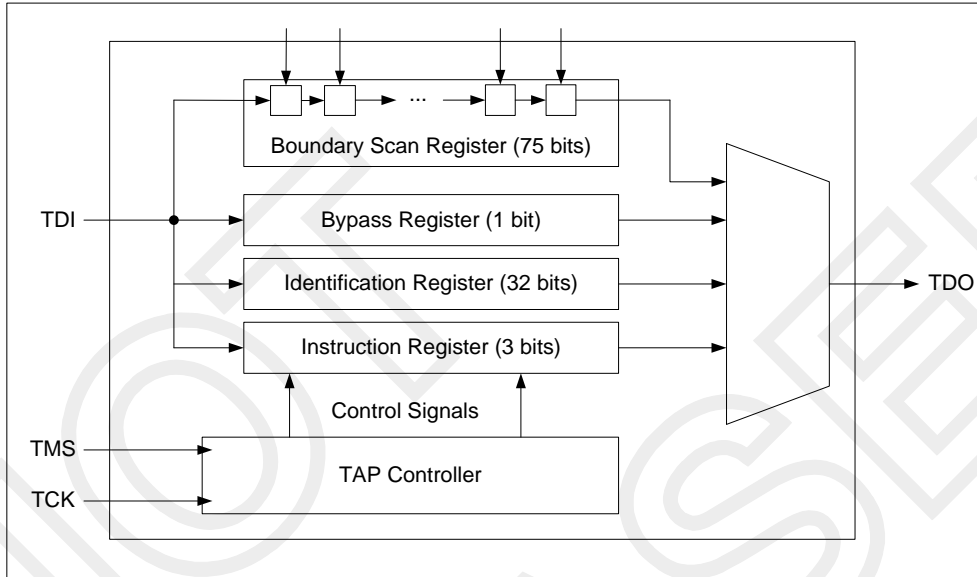 ...
Boundary Scan Register (75 bits)
TDI
Bypass Register (1 bit)
Identification Register (32 bits)
TDO
Instruction Register (3 bits)
Control Signals
TMS
TAP Controller
TCK